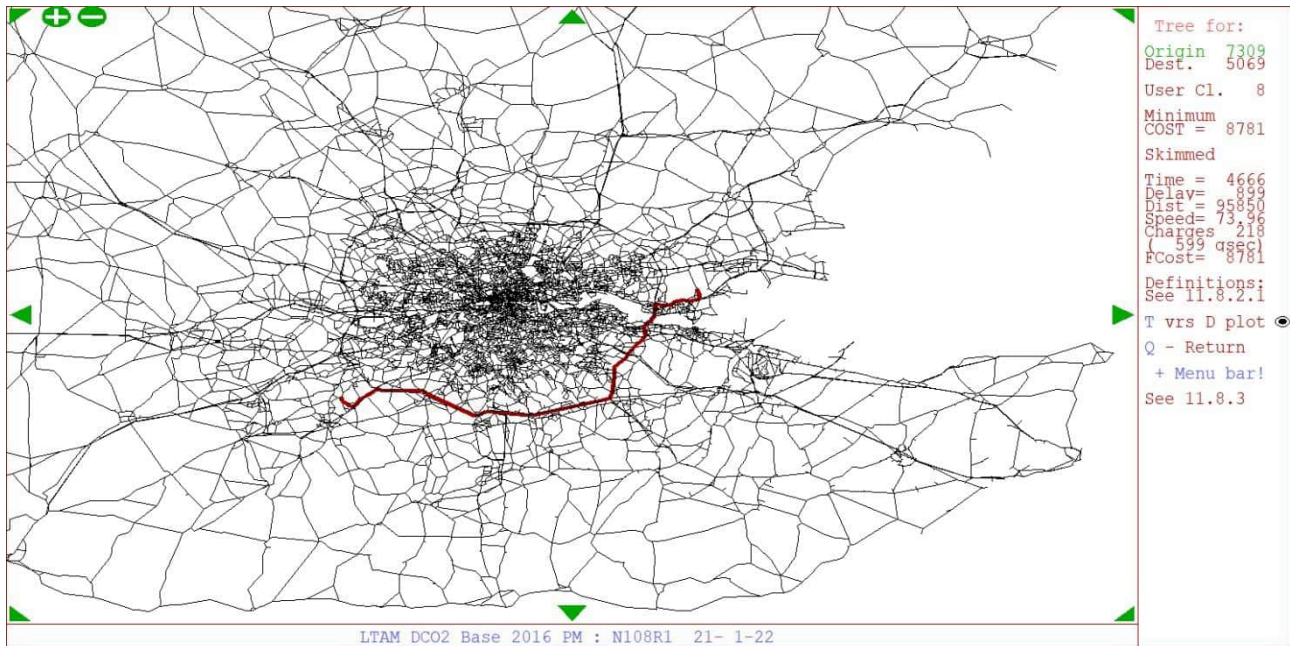 Tree for:
Origin 7309
Dest. 5069
User Cl. 8
Minimum
COST = 8781
Skimmed
Time = 4666
Delay= 899
Dist = 95850
Speed= 73.96
Charges 218
( 599 gsec)
FCost= 8781
Definitions:
See 11.8.2.1
T vrs D plot
Q - Return
+ Menu bar!
See 11.8.3
LTAM DCO2 Base 2016 PM : N108R1 21- 1-22